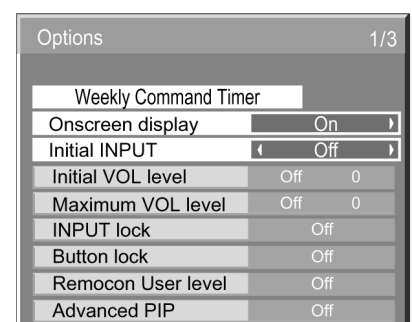 Options 1/3
Weekly Command Timer
Onscreen display On
Initial INPUT Off
Initial VOL level Off 0
Maximum VOL level Off 0
INPUT lock Off
Button lock Off
Remocon User level Off
Advanced PIP Off